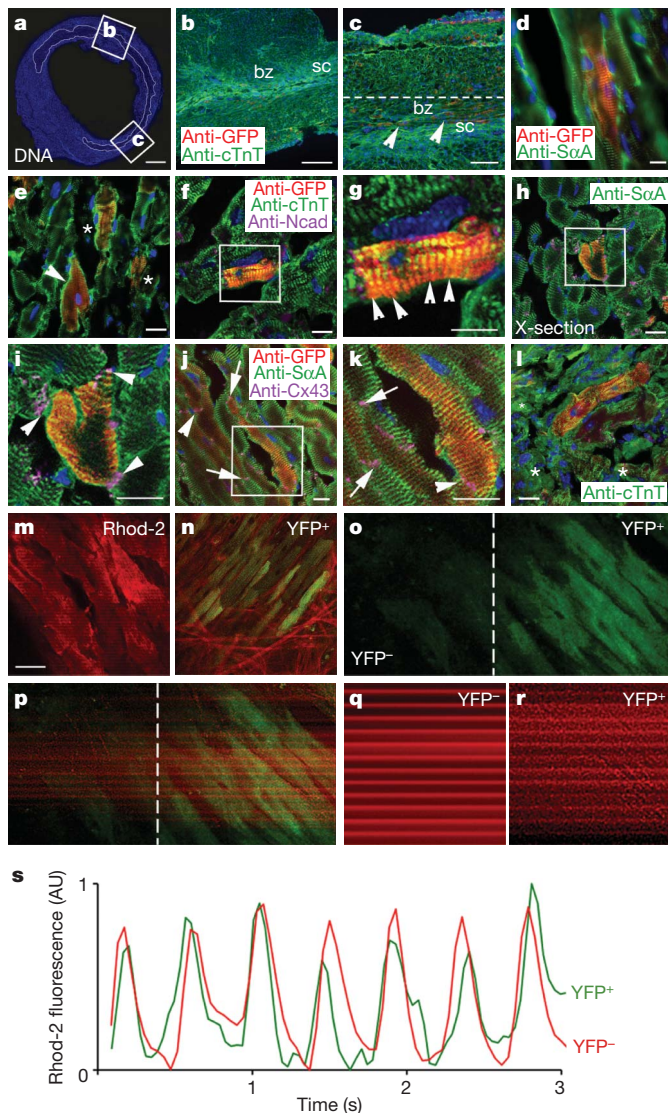 a
b
c
DNA
b
bz
sc
Anti-GFP
Anti-cTnT
c
bz
sc
d
Anti-GFP
Anti-SαA
e
*
*
f
Anti-GFP
Anti-cTnT
Anti-Ncad
g
h
Anti-SαA
X-section
i
j
Anti-GFP
Anti-SαA
Anti-Cx43
k
l
*
*
*
Anti-cTnT
m
Rhod-2
n
YFP⁺
o
YFP⁺
YFP⁻
p
q
YFP⁻
r
YFP⁺
s
Rhod-2 fluorescence (AU)
1
0
YFP⁺
YFP⁻
1
2
3
Time (s)